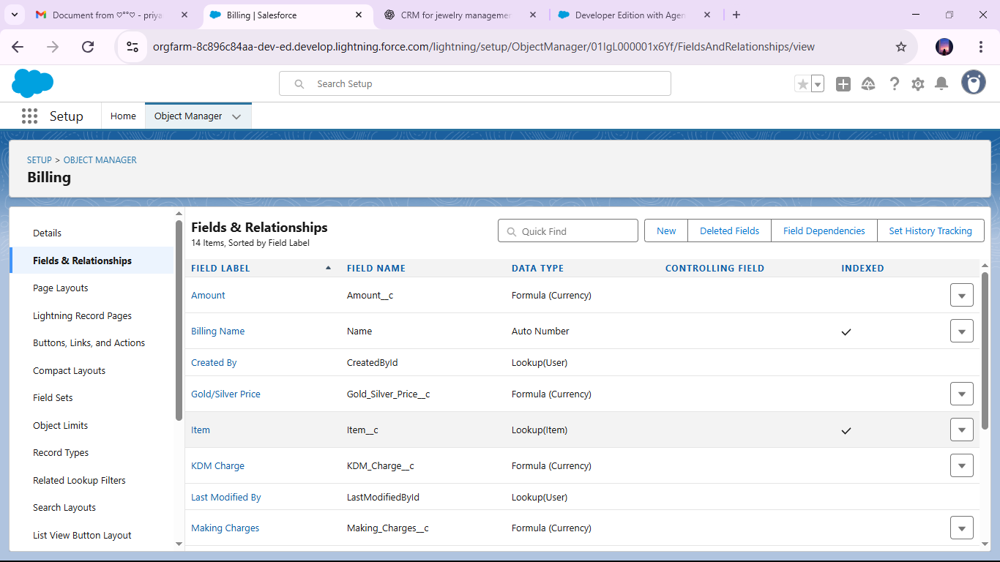 Document from ♡°°♡ - priya
Billing | Salesforce
CRM for jewelry managemen
Developer Edition with Agen
orgfarm-8c896c84aa-dev-ed.develop.lightning.force.com/lightning/setup/ObjectManager/01IgL000001x6Yf/FieldsAndRelationships/view
Search Setup
Setup
Home
Object Manager
SETUP > OBJECT MANAGER
Billing
Details
Fields & Relationships
Page Layouts
Lightning Record Pages
Buttons, Links, and Actions
Compact Layouts
Field Sets
Object Limits
Record Types
Related Lookup Filters
Search Layouts
List View Button Layout
Fields & Relationships
14 Items, Sorted by Field Label
Quick Find
New
Deleted Fields
Field Dependencies
Set History Tracking
FIELD LABEL FIELD NAME DATA TYPE CONTROLLING FIELD INDEXED
Amount Amount__c Formula (Currency)
Billing Name Name Auto Number
Created By CreatedById Lookup(User)
Gold/Silver Price Gold_Silver_Price__c Formula (Currency)
Item Item__c Lookup(Item)
KDM Charge KDM_Charge__c Formula (Currency)
Last Modified By LastModifiedById Lookup(User)
Making Charges Making_Charges__c Formula (Currency)